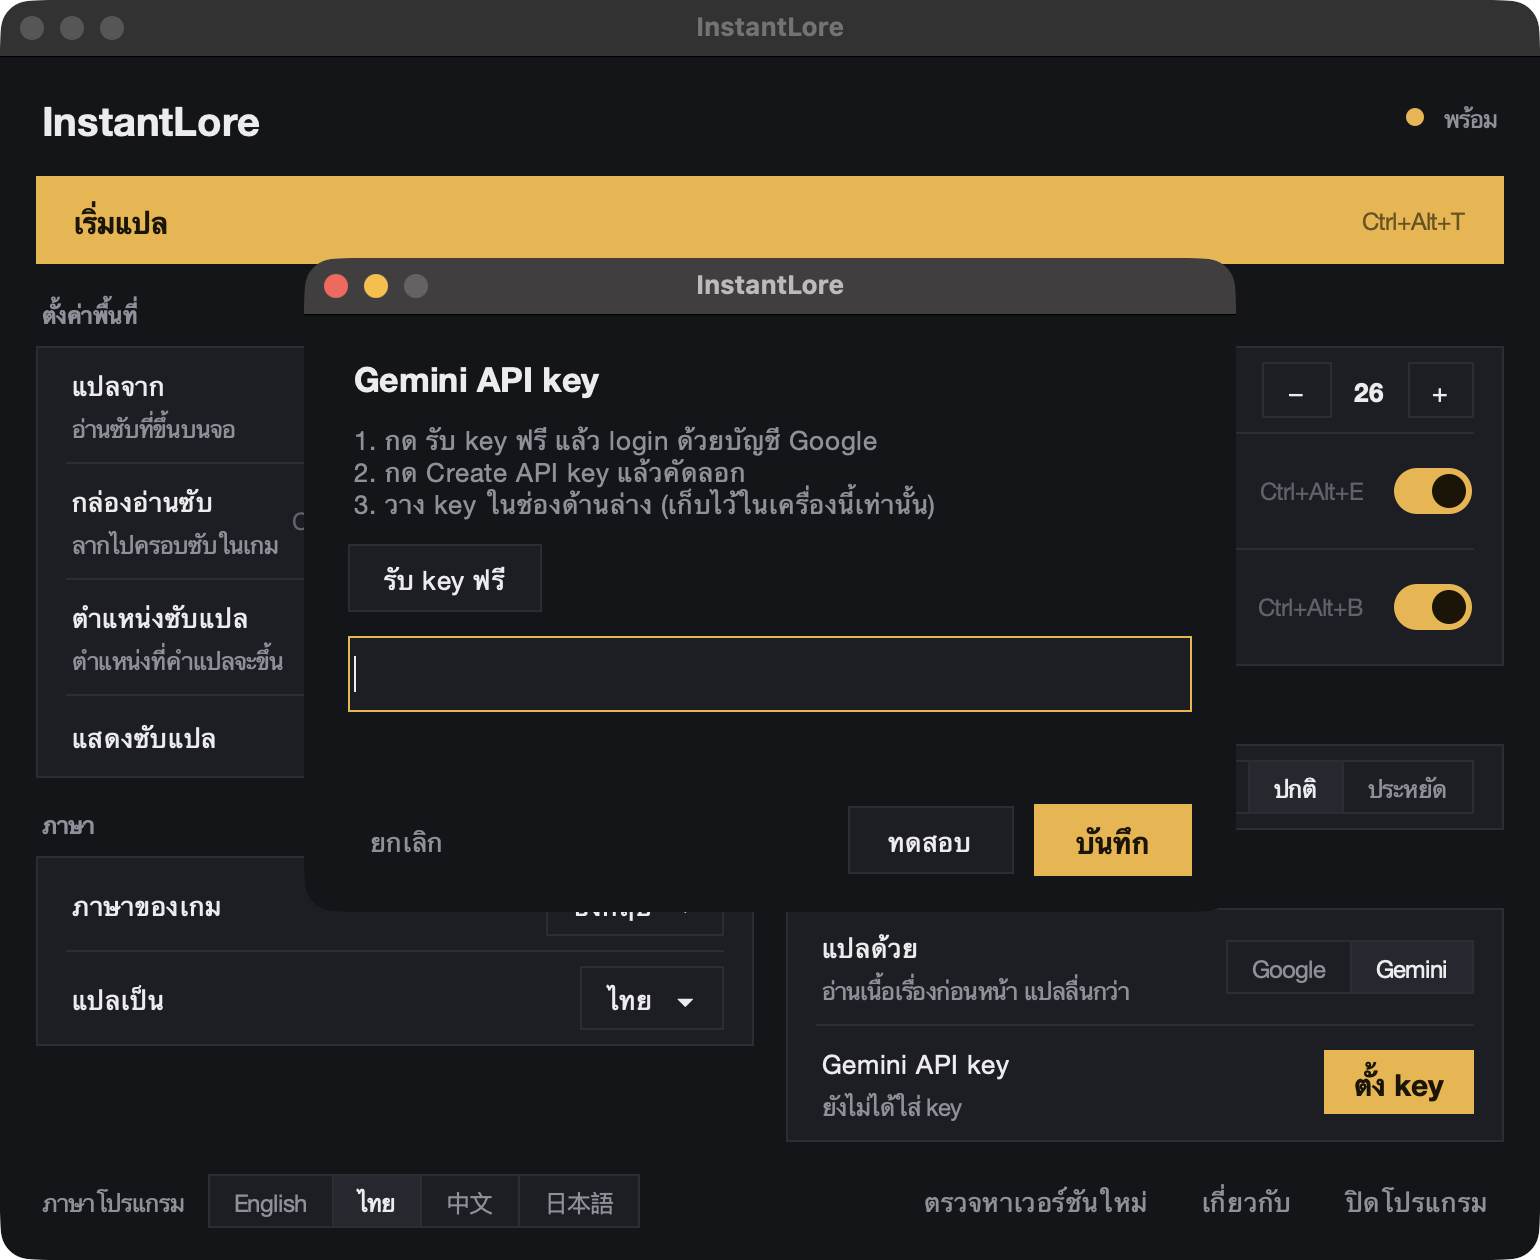 InstantLore
InstantLore
พร้อม
เริ่มแปล
Ctrl+Alt+T
ตั้งค่าพื้นที่
แปลจาก
อ่านซับที่ขึ้นบนจอ
กล่องอ่านซับ
ลากไปครอบซับในเกม
ตำแหน่งซับแปล
ตำแหน่งที่คำแปลจะขึ้น
แสดงซับแปล
– 26 +
Ctrl+Alt+E
Ctrl+Alt+B
ปกติ ประหยัด
InstantLore
Gemini API key
1. กด รับ key ฟรี แล้ว login ด้วยบัญชี Google
2. กด Create API key แล้วคัดลอก
3. วาง key ในช่องด้านล่าง (เก็บไว้ในเครื่องนี้เท่านั้น)
รับ key ฟรี
ยกเลิก
ทดสอบ
บันทึก
ภาษา
ภาษาของเกม
แปลเป็น
ไทย
แปลด้วย
อ่านเนื้อเรื่องก่อนหน้า แปลลื่นกว่า
Google Gemini
Gemini API key
ยังไม่ได้ใส่ key
ตั้ง key
ภาษาโปรแกรม
English ไทย 中文 日本語
ตรวจหาเวอร์ชันใหม่
เกี่ยวกับ
ปิดโปรแกรม